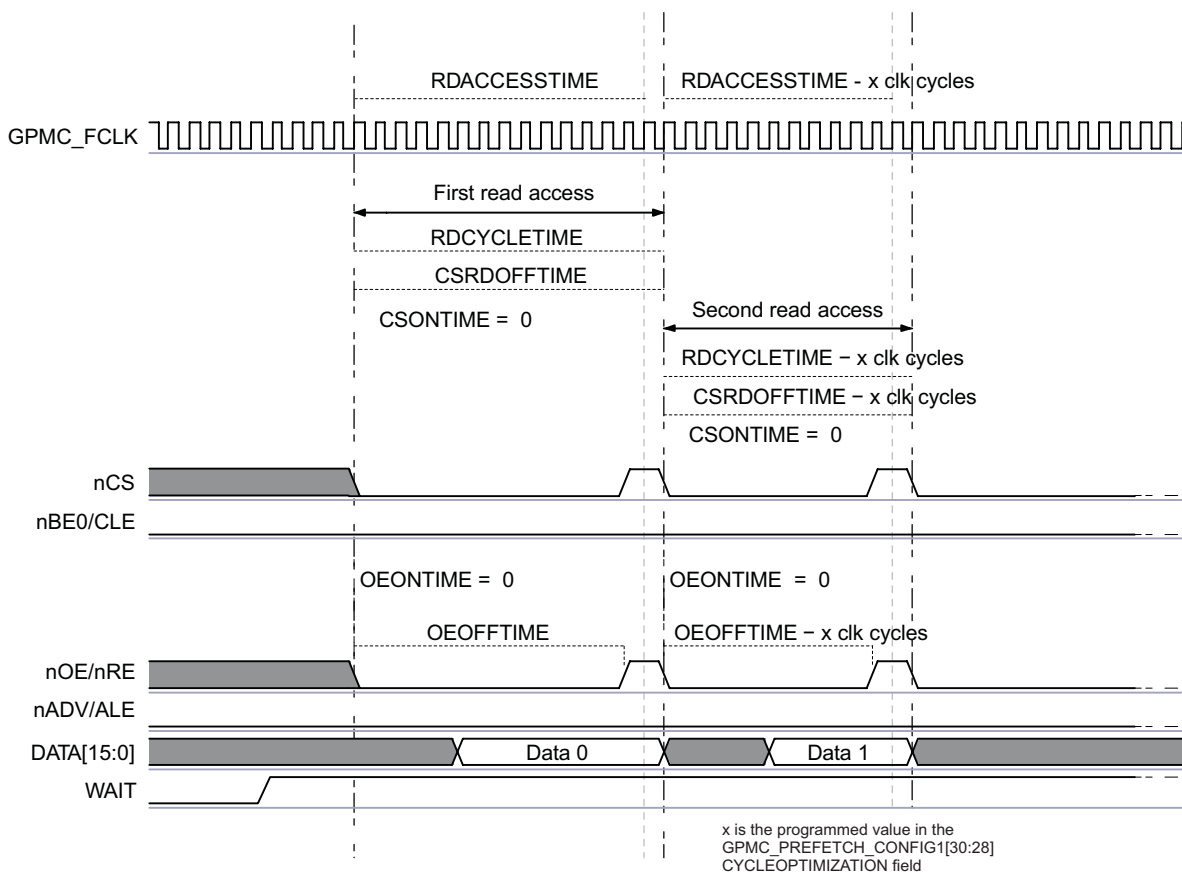 RDACCESSTIME
RDACCESSTIME - x clk cycles
GPMC_FCLK
First read access
RDCYCLETIME
CSRDOFFTIME
CSONTIME = 0
Second read access
RDCYCLETIME − x clk cycles
CSRDOFFTIME − x clk cycles
CSONTIME = 0
nCS
nBE0/CLE
OEONTIME = 0
OEONTIME = 0
OEOFFTIME
OEOFFTIME − x clk cycles
nOE/nRE
nADV/ALE
DATA[15:0]
Data 0
Data 1
WAIT
x is the programmed value in the
GPMC_PREFETCH_CONFIG1[30:28]
CYCLEOPTIMIZATION field